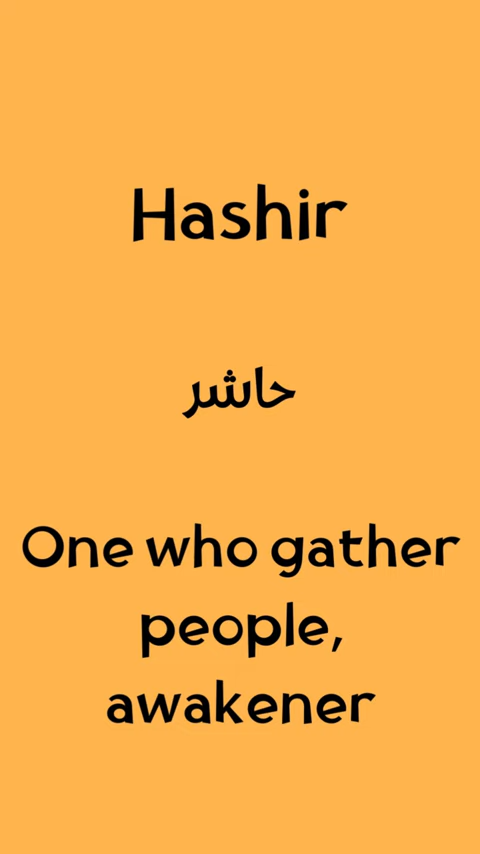 Hashir
حاشر
One who gather
people,
awakener